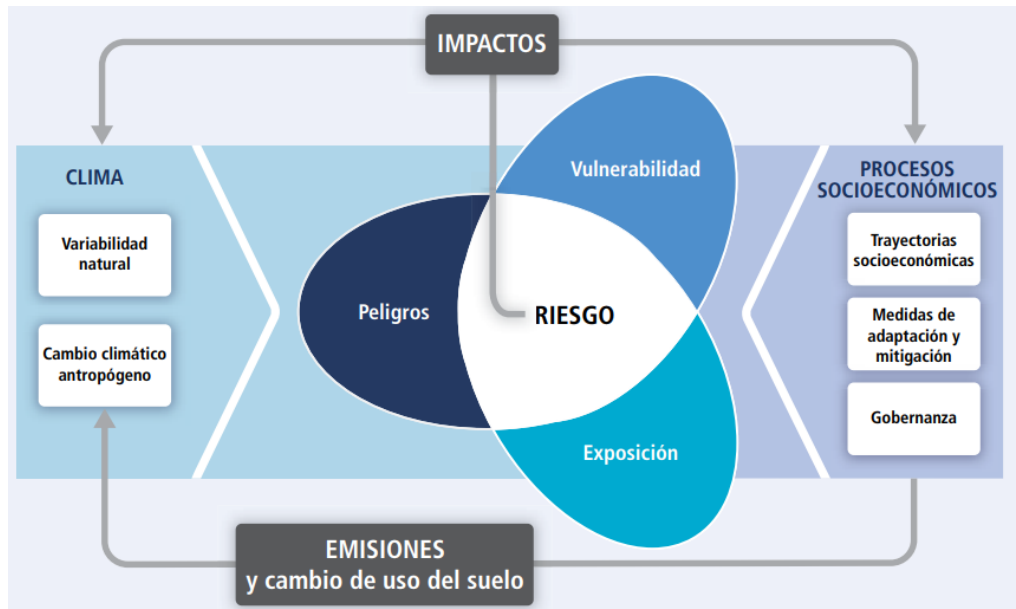 IMPACTOS
CLIMA
Variabilidad
natural
Cambio climático
antropógeno
Vulnerabilidad
Peligros
RIESGO
Exposición
PROCESOS
SOCIOECONÓMICOS
Trayectorias
socioeconómicas
Medidas de
adaptación y
mitigación
Gobernanza
EMISIONES
y cambio de uso del suelo